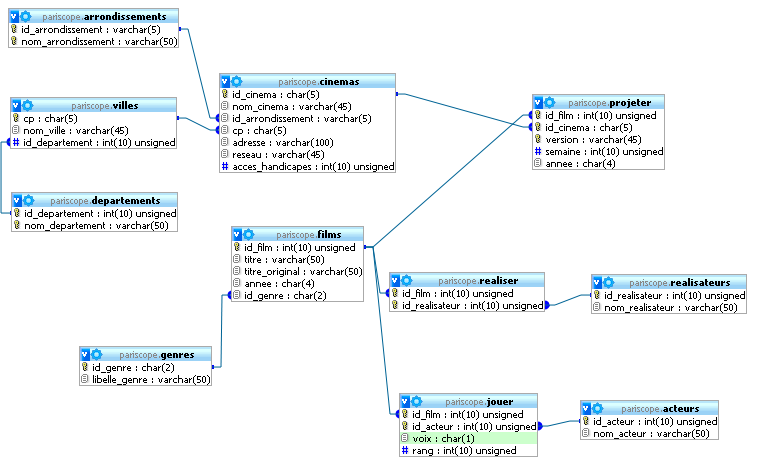 pariscope.arrondissements
id_arrondissement : varchar(5)
nom_arrondissement : varchar(50)
pariscope.villes
cp : char(5)
nom_ville : varchar(45)
id_departement : int(10) unsigned
pariscope.departements
id_departement : int(10) unsigned
nom_departement : varchar(50)
pariscope.cinemas
id_cinema : char(5)
nom_cinema : varchar(45)
id_arrondissement : varchar(5)
cp : char(5)
adresse : varchar(100)
reseau : varchar(45)
acces_handicapes : int(10) unsigned
pariscope.projeter
id_film : int(10) unsigned
id_cinema : char(5)
version : varchar(45)
semaine : int(10) unsigned
annee : char(4)
pariscope.films
id_film : int(10) unsigned
titre : varchar(50)
titre_original : varchar(50)
annee : char(4)
id_genre : char(2)
pariscope.realiser
id_film : int(10) unsigned
id_realisateur : int(10) unsigned
pariscope.realisateurs
id_realisateur : int(10) unsigned
nom_realisateur : varchar(50)
pariscope.genres
id_genre : char(2)
libelle_genre : varchar(50)
pariscope.jouer
id_film : int(10) unsigned
id_acteur : int(10) unsigned
voix : char(1)
rang : int(10) unsigned
pariscope.acteurs
id_acteur : int(10) unsigned
nom_acteur : varchar(50)